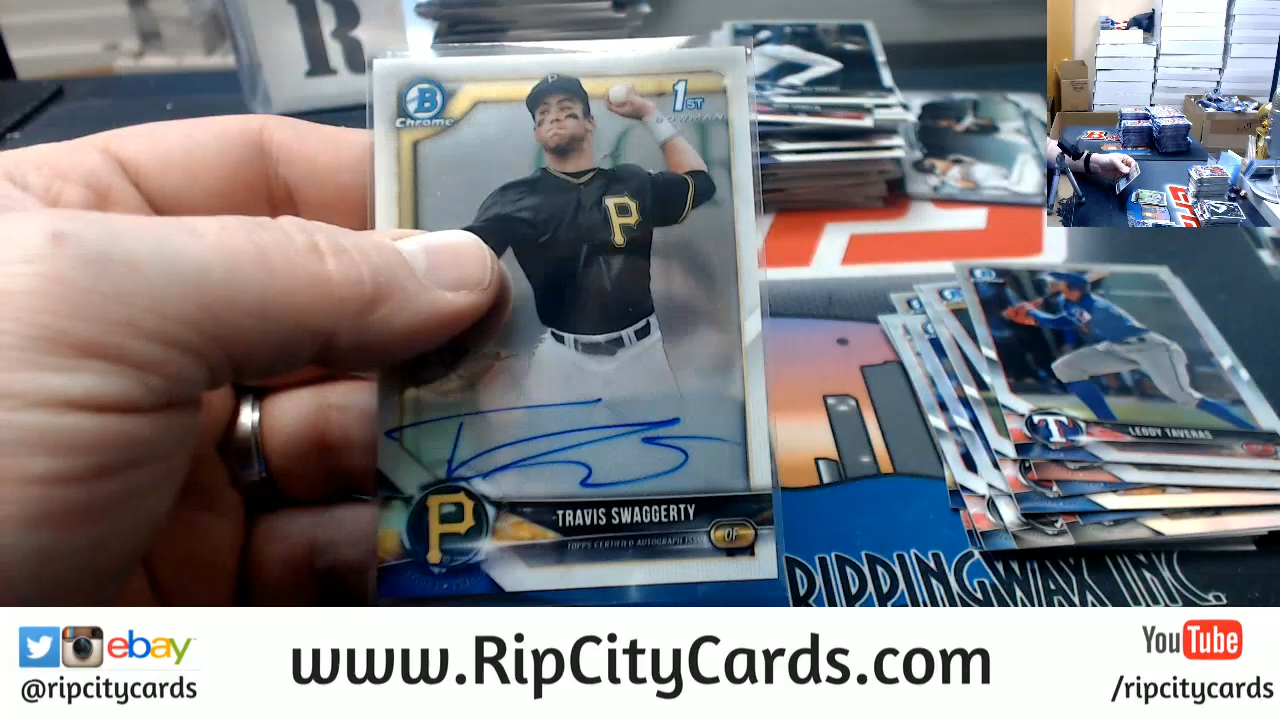 R
B
Chrome
1ST
BOWMAN
P
P
TRAVIS SWAGGERTY
P
OF
TOPPS CERTIFIED AUTOGRAPH ISSUE
T
LEODY TAVERAS
RIPPINGWAX INC.
ebay
@ripcitycards
www.RipCityCards.com
YouTube
/ripcitycards